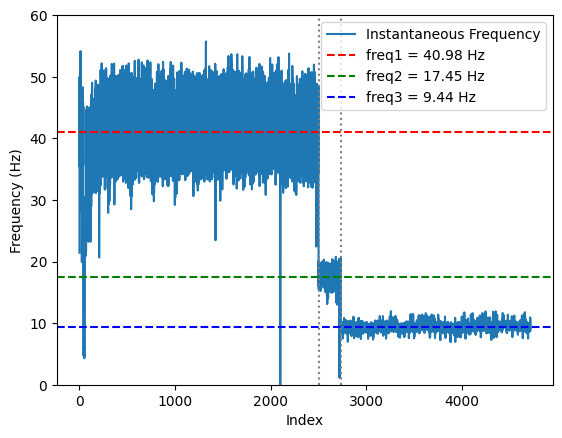 60
50
40
30
20
10
0
Frequency (Hz)
Instantaneous Frequency
freq1 = 40.98 Hz
freq2 = 17.45 Hz
freq3 = 9.44 Hz
0 1000 2000 3000 4000
Index